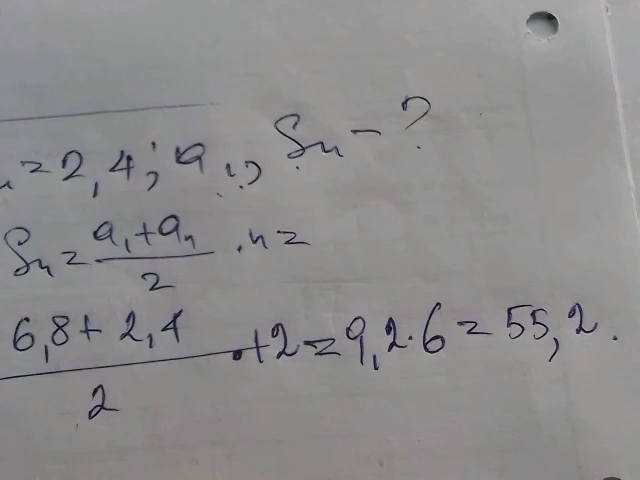 =2,4; a Sn - ?
Sn = a₁+aₙ / 2 · n =
6,8 + 2,4 / 2 · 12 = 9,2 · 6 = 55,2.